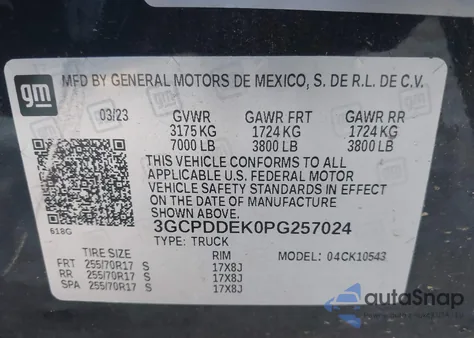 gm
MFD BY GENERAL MOTORS DE MEXICO, S. DE R.L. DE C.V.
03/23 GVWR GAWR FRT GAWR RR
3175 KG 1724 KG 1724 KG
7000 LB 3800 LB 3800 LB
THIS VEHICLE CONFORMS TO ALL
APPLICABLE U.S. FEDERAL MOTOR
VEHICLE SAFETY STANDARDS IN EFFECT
ON THE DATE OF MANUFACTURE SHOWN ABOVE.
618G 3GCPDDEK0PG257024
TYPE: TRUCK MODEL: 04CK10543
TIRE SIZE RIM
FRT 255/70R17 S 17X8J
RR 255/70R17 S 17X8J
SPA 255/70R17 S 17X8J
autoSnap